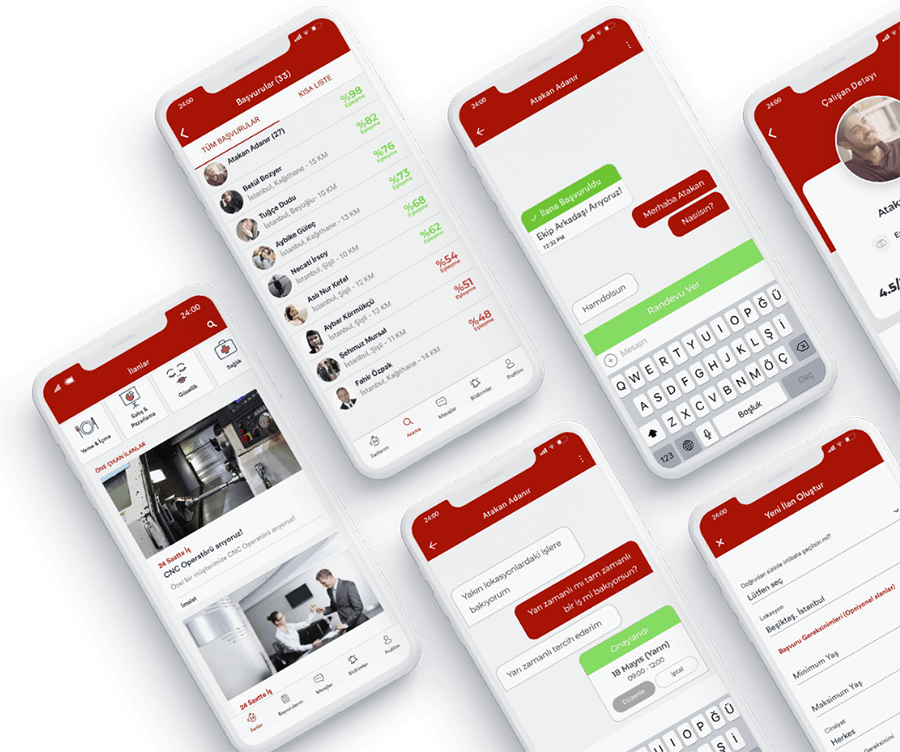 24:00
Başvurular (33)
TÜM BAŞVURULAR
KISA LİSTE
Atakan Adanır (27)
%98
Eşleşme
Betül Bozyer
İstanbul, Kağıthane - 15 KM
%82
Eşleşme
Tuğçe Dudu
İstanbul, Beyoğlu- 10 KM
%76
Eşleşme
Aybike Güleç
İstanbul, Kağıthane - 13 KM
%73
Eşleşme
Necati İrsoy
İstanbul, Şişli - 10 KM
%68
Eşleşme
Aslı Nur Kefal
İstanbul, Şişli - 12 KM
%62
Eşleşme
Aybar Körmükçü
İstanbul, Şişli - 13 KM
%54
Eşleşme
Şehmuz Mursal
İstanbul, Şişli - 11 KM
%51
Eşleşme
Fahir Özpak
İstanbul, Kağıthane - 14 KM
%48
Eşleşme
İlanlarım
Arama
Mesajlar
Bildirimler
Profilim
24:00
Atakan Adanır
✓ İlana Başvuruldu
Ekip Arkadaşı Arıyoruz!
12:32 PM
Merhaba Atakan
Nasılsın?
Hamdolsun
Randevu Ver
Mesajın
Q W E R T Y U I O P Ğ Ü
A S D F G H J K L Ş İ
Z X C V B N M Ö Ç
123
Boşluk
Geç
24:00
Çalışan Detayı
Ata
4.5/
24:00
İlanlar
Yeme & İçme
Satış &
Pazarlama
Güzellik
Sağlık
ÖNE ÇIKAN İLANLAR
24 Saatte İş
CNC Operatörü arıyoruz!
Özel bir müşterimize CNC Operatörü arıyoruz!
İmalat
24 Saatte İş
İlanlar
Başvurularım
Mesajlar
Bildirimler
Profilim
24:00
Atakan Adanır
Yakın lokasyonlardaki işlere
bakıyorum
Yarı zamanlı mı tam zamanlı
bir iş mi bakıyorsun?
Yarı zamanlı tercih ederim
Onaylandı
18 Mayıs (Yarın)
09:00 - 12:00
Düzenle
İptal
Q W E R T Y U I O P Ğ Ü
24:00
Yeni İlan Oluştur
Doğrudan sizinle irtibata geçilsin mi?
Lütfen seç
Lokasyon
Beşiktaş, İstanbul
Başvuru Gereksinimleri (Opsiyonel alanlar)
Minimum Yaş
Maksimum Yaş
Cinsiyet
Herkes